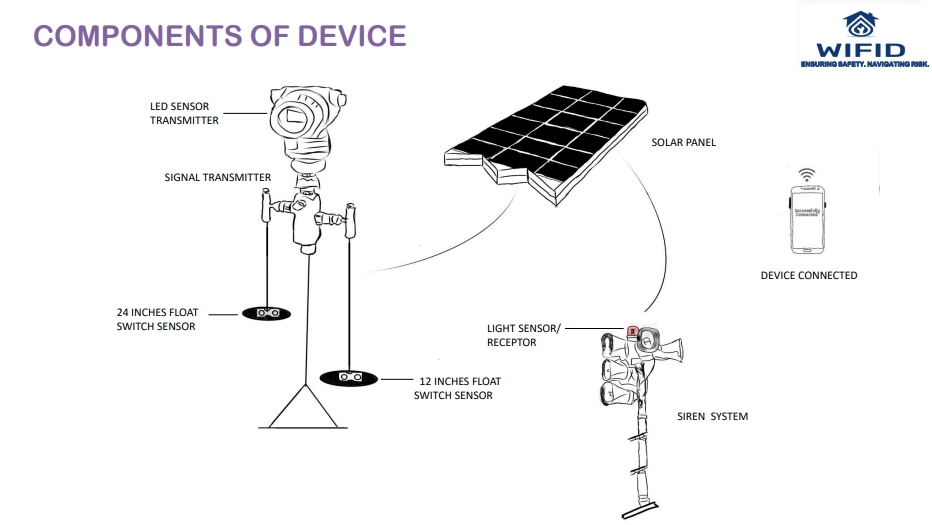 COMPONENTS OF DEVICE
WIFID
ENSURING SAFETY. NAVIGATING RISK.
LED SENSOR
TRANSMITTER
SOLAR PANEL
SIGNAL TRANSMITTER
Successfully
Connected
DEVICE CONNECTED
24 INCHES FLOAT
SWITCH SENSOR
LIGHT SENSOR/
RECEPTOR
12 INCHES FLOAT
SWITCH SENSOR
SIREN SYSTEM